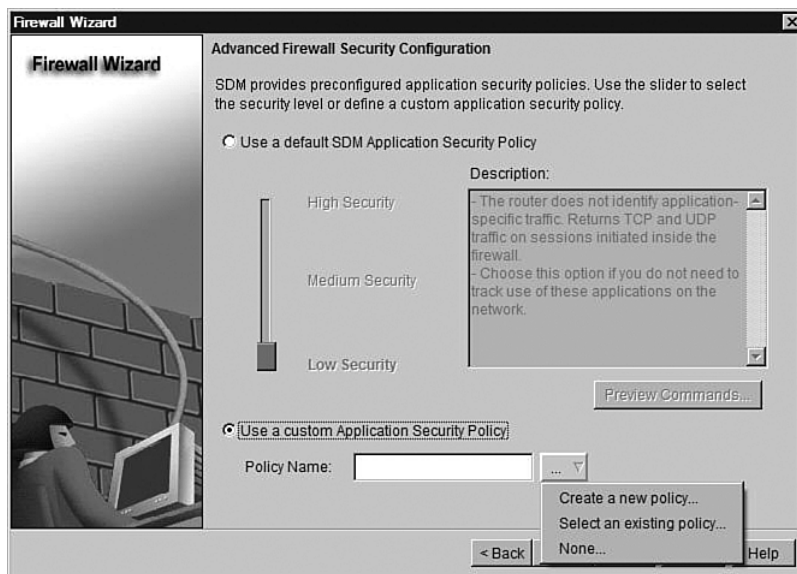 Firewall Wizard
Firewall Wizard
Advanced Firewall Security Configuration
SDM provides preconfigured application security policies. Use the slider to select
the security level or define a custom application security policy.
Use a default SDM Application Security Policy
Description:
High Security
Medium Security
Low Security
- The router does not identify application-
specific traffic. Returns TCP and UDP
traffic on sessions initiated inside the
firewall.
- Choose this option if you do not need to
track use of these applications on the
network.
Preview Commands...
Use a custom Application Security Policy
Policy Name:
...
Create a new policy...
Select an existing policy...
None...
< Back
Help